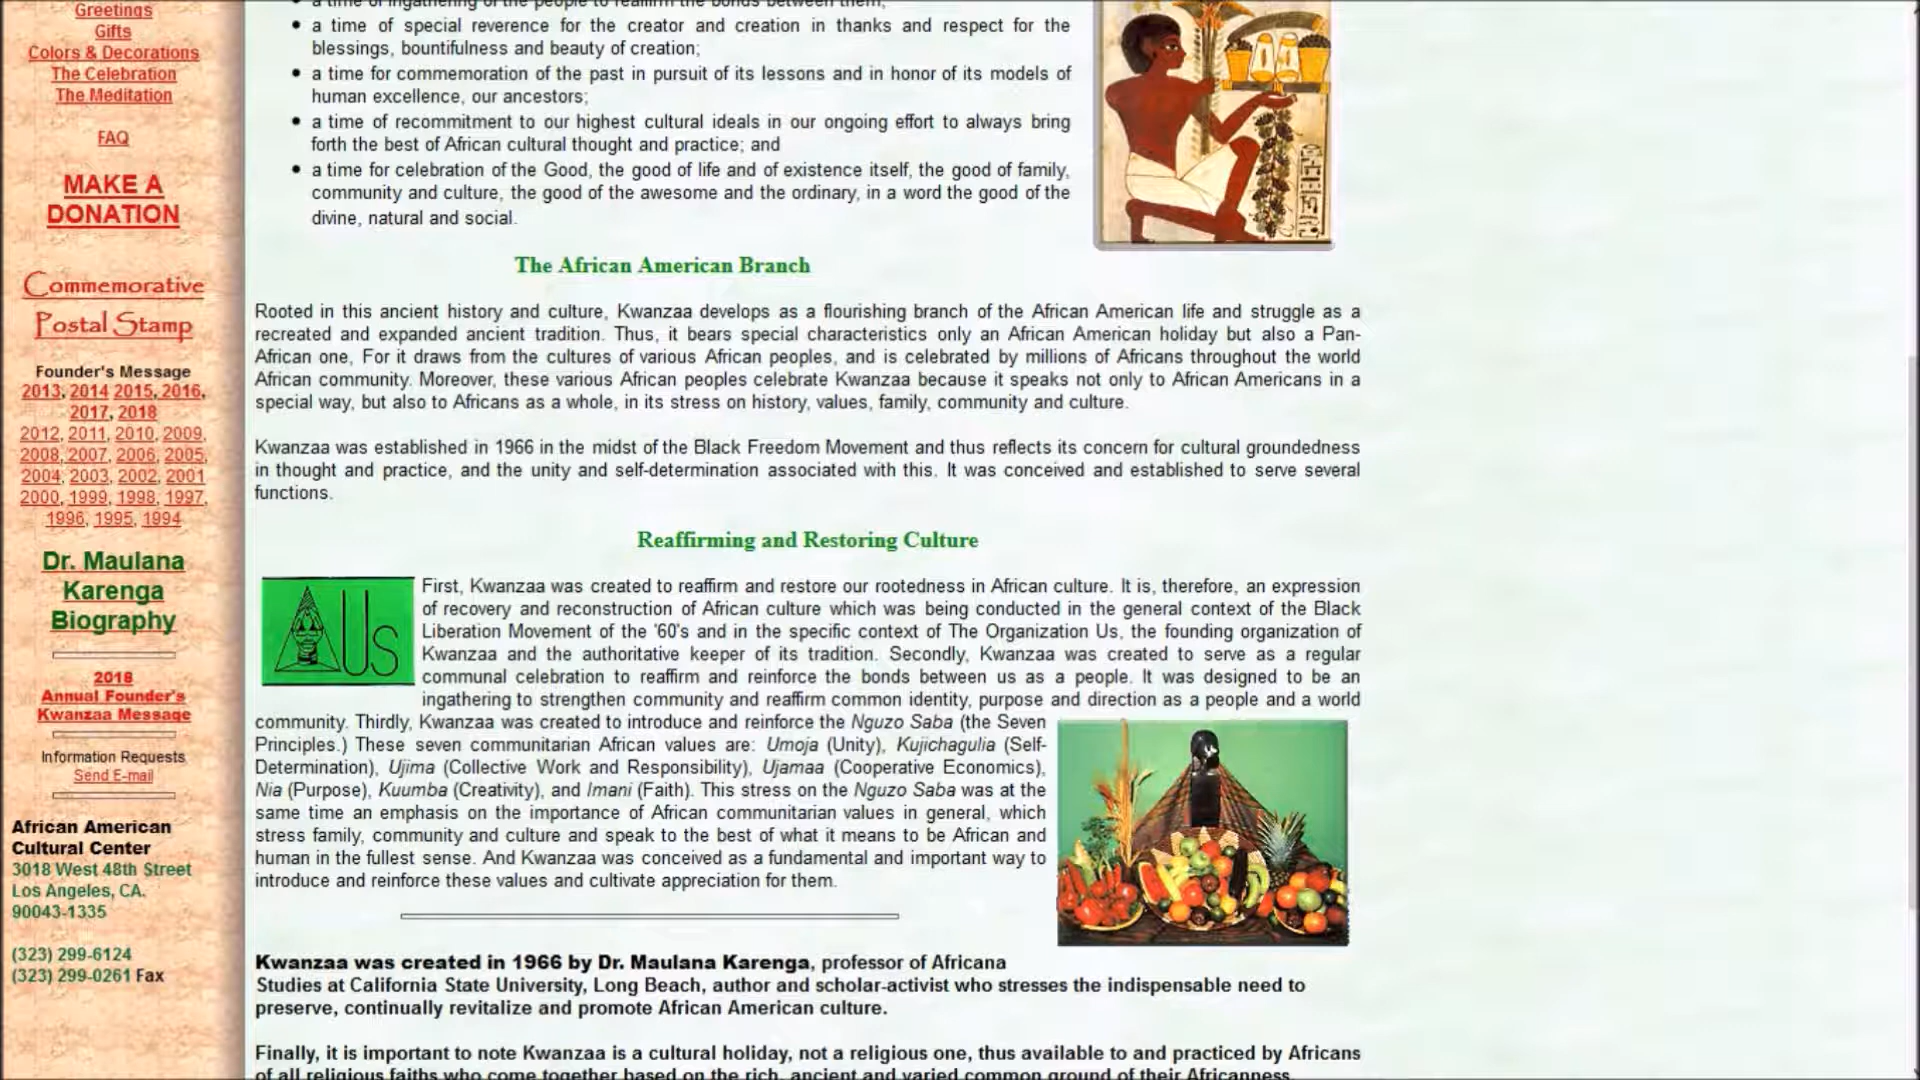 Greetings
Gifts
Colors & Decorations
The Celebration
The Meditation
FAQ
MAKE A
DONATION
Commemorative
Postal Stamp
Founder's Message
2013, 2014 2015, 2016,
2017, 2018
2012, 2011, 2010, 2009,
2008, 2007, 2006, 2005,
2004, 2003, 2002, 2001
2000, 1999, 1998, 1997,
1996, 1995, 1994
Dr. Maulana
Karenga
Biography
2018
Annual Founder's
Kwanzaa Message
Information Requests
Send E-mail
African American
Cultural Center
3018 West 48th Street
Los Angeles, CA.
90043-1335
(323) 299-6124
(323) 299-0261 Fax
a time of ingathering of the people to reaffirm the bonds between them;
a time of special reverence for the creator and creation in thanks and respect for the
blessings, bountifulness and beauty of creation;
a time for commemoration of the past in pursuit of its lessons and in honor of its models of
human excellence, our ancestors;
a time of recommitment to our highest cultural ideals in our ongoing effort to always bring
forth the best of African cultural thought and practice; and
a time for celebration of the Good, the good of life and of existence itself, the good of family,
community and culture, the good of the awesome and the ordinary, in a word the good of the
divine, natural and social.
The African American Branch
Rooted in this ancient history and culture, Kwanzaa develops as a flourishing branch of the African American life and struggle as a
recreated and expanded ancient tradition. Thus, it bears special characteristics only an African American holiday but also a Pan-
African one, For it draws from the cultures of various African peoples, and is celebrated by millions of Africans throughout the world
African community. Moreover, these various African peoples celebrate Kwanzaa because it speaks not only to African Americans in a
special way, but also to Africans as a whole, in its stress on history, values, family, community and culture.
Kwanzaa was established in 1966 in the midst of the Black Freedom Movement and thus reflects its concern for cultural groundedness
in thought and practice, and the unity and self-determination associated with this. It was conceived and established to serve several
functions.
Reaffirming and Restoring Culture
Us
First, Kwanzaa was created to reaffirm and restore our rootedness in African culture. It is, therefore, an expression
of recovery and reconstruction of African culture which was being conducted in the general context of the Black
Liberation Movement of the '60's and in the specific context of The Organization Us, the founding organization of
Kwanzaa and the authoritative keeper of its tradition. Secondly, Kwanzaa was created to serve as a regular
communal celebration to reaffirm and reinforce the bonds between us as a people. It was designed to be an
ingathering to strengthen community and reaffirm common identity, purpose and direction as a people and a world
community. Thirdly, Kwanzaa was created to introduce and reinforce the Nguzo Saba (the Seven
Principles.) These seven communitarian African values are: Umoja (Unity), Kujichagulia (Self-
Determination), Ujima (Collective Work and Responsibility), Ujamaa (Cooperative Economics),
Nia (Purpose), Kuumba (Creativity), and Imani (Faith). This stress on the Nguzo Saba was at the
same time an emphasis on the importance of African communitarian values in general, which
stress family, community and culture and speak to the best of what it means to be African and
human in the fullest sense. And Kwanzaa was conceived as a fundamental and important way to
introduce and reinforce these values and cultivate appreciation for them.
Kwanzaa was created in 1966 by Dr. Maulana Karenga, professor of Africana
Studies at California State University, Long Beach, author and scholar-activist who stresses the indispensable need to
preserve, continually revitalize and promote African American culture.
Finally, it is important to note Kwanzaa is a cultural holiday, not a religious one, thus available to and practiced by Africans
of all religious faiths who come together based on the rich, ancient and varied common ground of their Africanness.